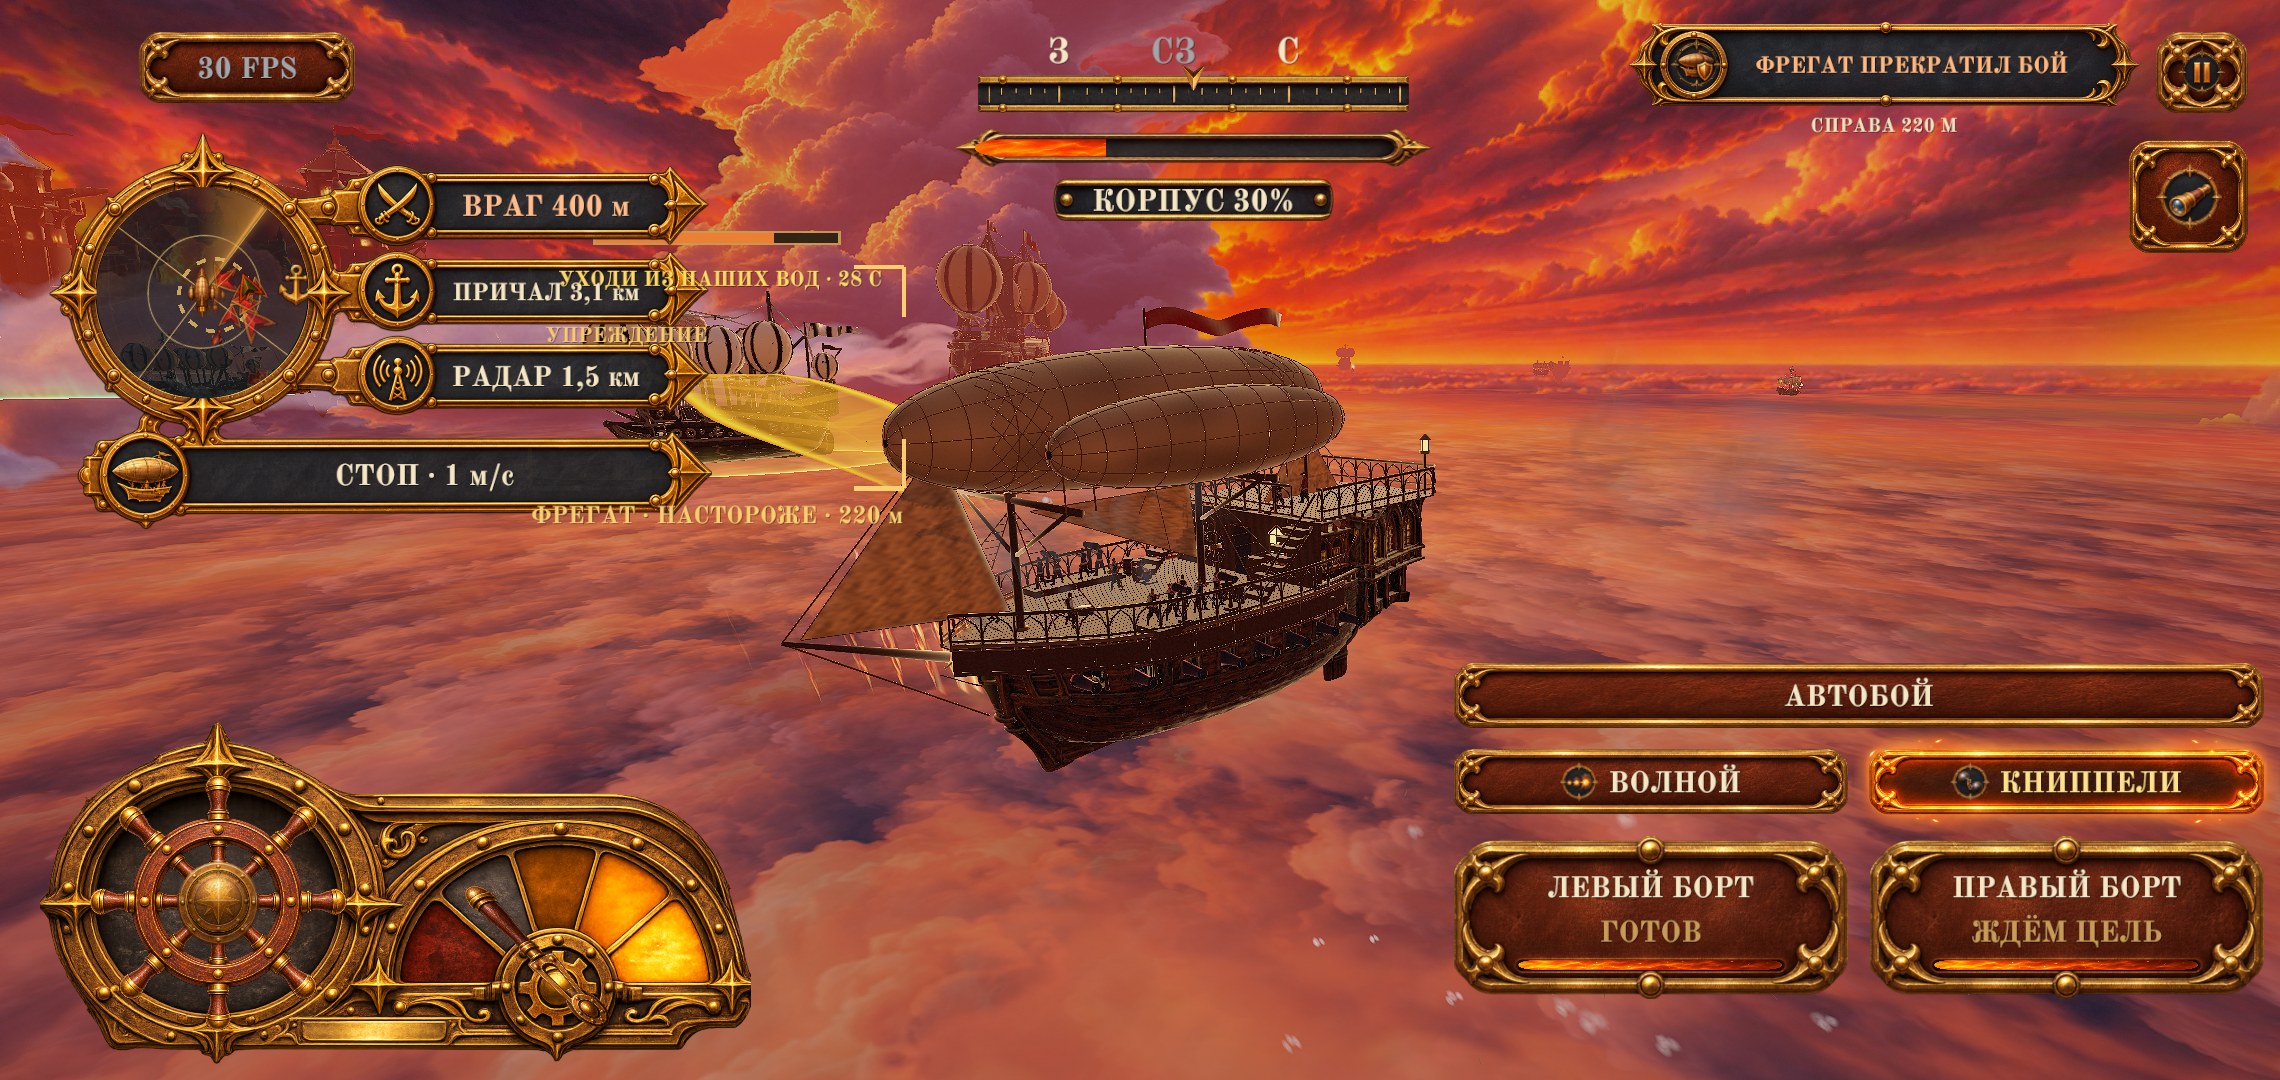 30 FPS
З СЗ С
ФРЕГАТ ПРЕКРАТИЛ БОЙ
СПРАВА 220 М
КОРПУС 30%
ВРАГ 400 м
УХОДИ ИЗ НАШИХ ВОД · 28 С
ПРИЧАЛ 3,1 км
УПРЕЖДЕНИЕ
РАДАР 1,5 км
СТОП · 1 м/с
ФРЕГАТ · НАСТОРОЖЕ · 220 м
АВТОБОЙ
ВОЛНОЙ
КНИППЕЛИ
ЛЕВЫЙ БОРТ
ГОТОВ
ПРАВЫЙ БОРТ
ЖДЁМ ЦЕЛЬ